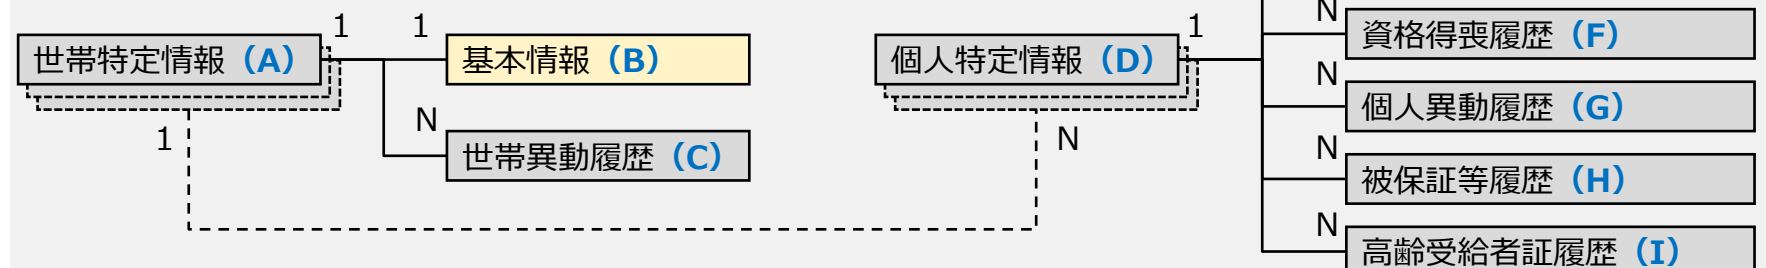 1
1
世帯特定情報（A）
基本情報（B）
N
世帯異動履歴（C）
1
1
個人特定情報（D）
N
N
資格得喪履歴（F）
N
個人異動履歴（G）
N
被保証等履歴（H）
N
高齢受給者証履歴（I）